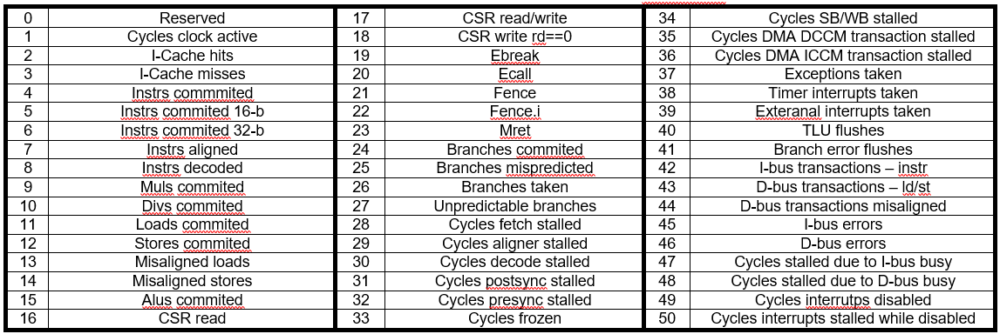 0 Reserved 17 CSR read/write 34 Cycles SB/WB stalled
1 Cycles clock active 18 CSR write rd==0 35 Cycles DMA DCCM transaction stalled
2 I-Cache hits 19 Ebreak 36 Cycles DMA ICCM transaction stalled
3 I-Cache misses 20 Ecall 37 Exceptions taken
4 Instrs commmited 21 Fence 38 Timer interrupts taken
5 Instrs commited 16-b 22 Fence.i 39 Exteranal interrupts taken
6 Instrs commited 32-b 23 Mret 40 TLU flushes
7 Instrs aligned 24 Branches commited 41 Branch error flushes
8 Instrs decoded 25 Branches mispredicted 42 I-bus transactions – instr
9 Muls commited 26 Branches taken 43 D-bus transactions – ld/st
10 Divs commited 27 Unpredictable branches 44 D-bus transactions misaligned
11 Loads commited 28 Cycles fetch stalled 45 I-bus errors
12 Stores commited 29 Cycles aligner stalled 46 D-bus errors
13 Misaligned loads 30 Cycles decode stalled 47 Cycles stalled due to I-bus busy
14 Misaligned stores 31 Cycles postsync stalled 48 Cycles stalled due to D-bus busy
15 Alus commited 32 Cycles presync stalled 49 Cycles interrutps disabled
16 CSR read 33 Cycles frozen 50 Cycles interrupts stalled while disabled